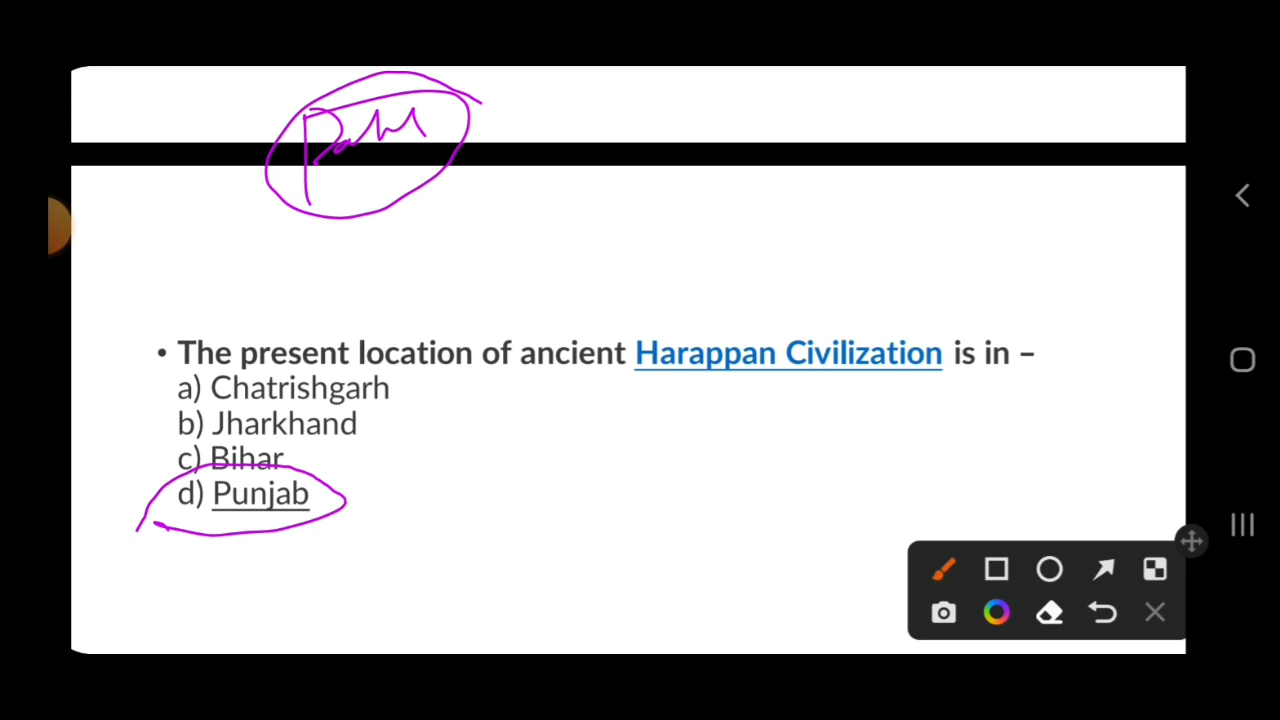 • The present location of ancient Harappan Civilization is in –
a) Chatrishgarh
b) Jharkhand
c) Bihar
d) Punjab